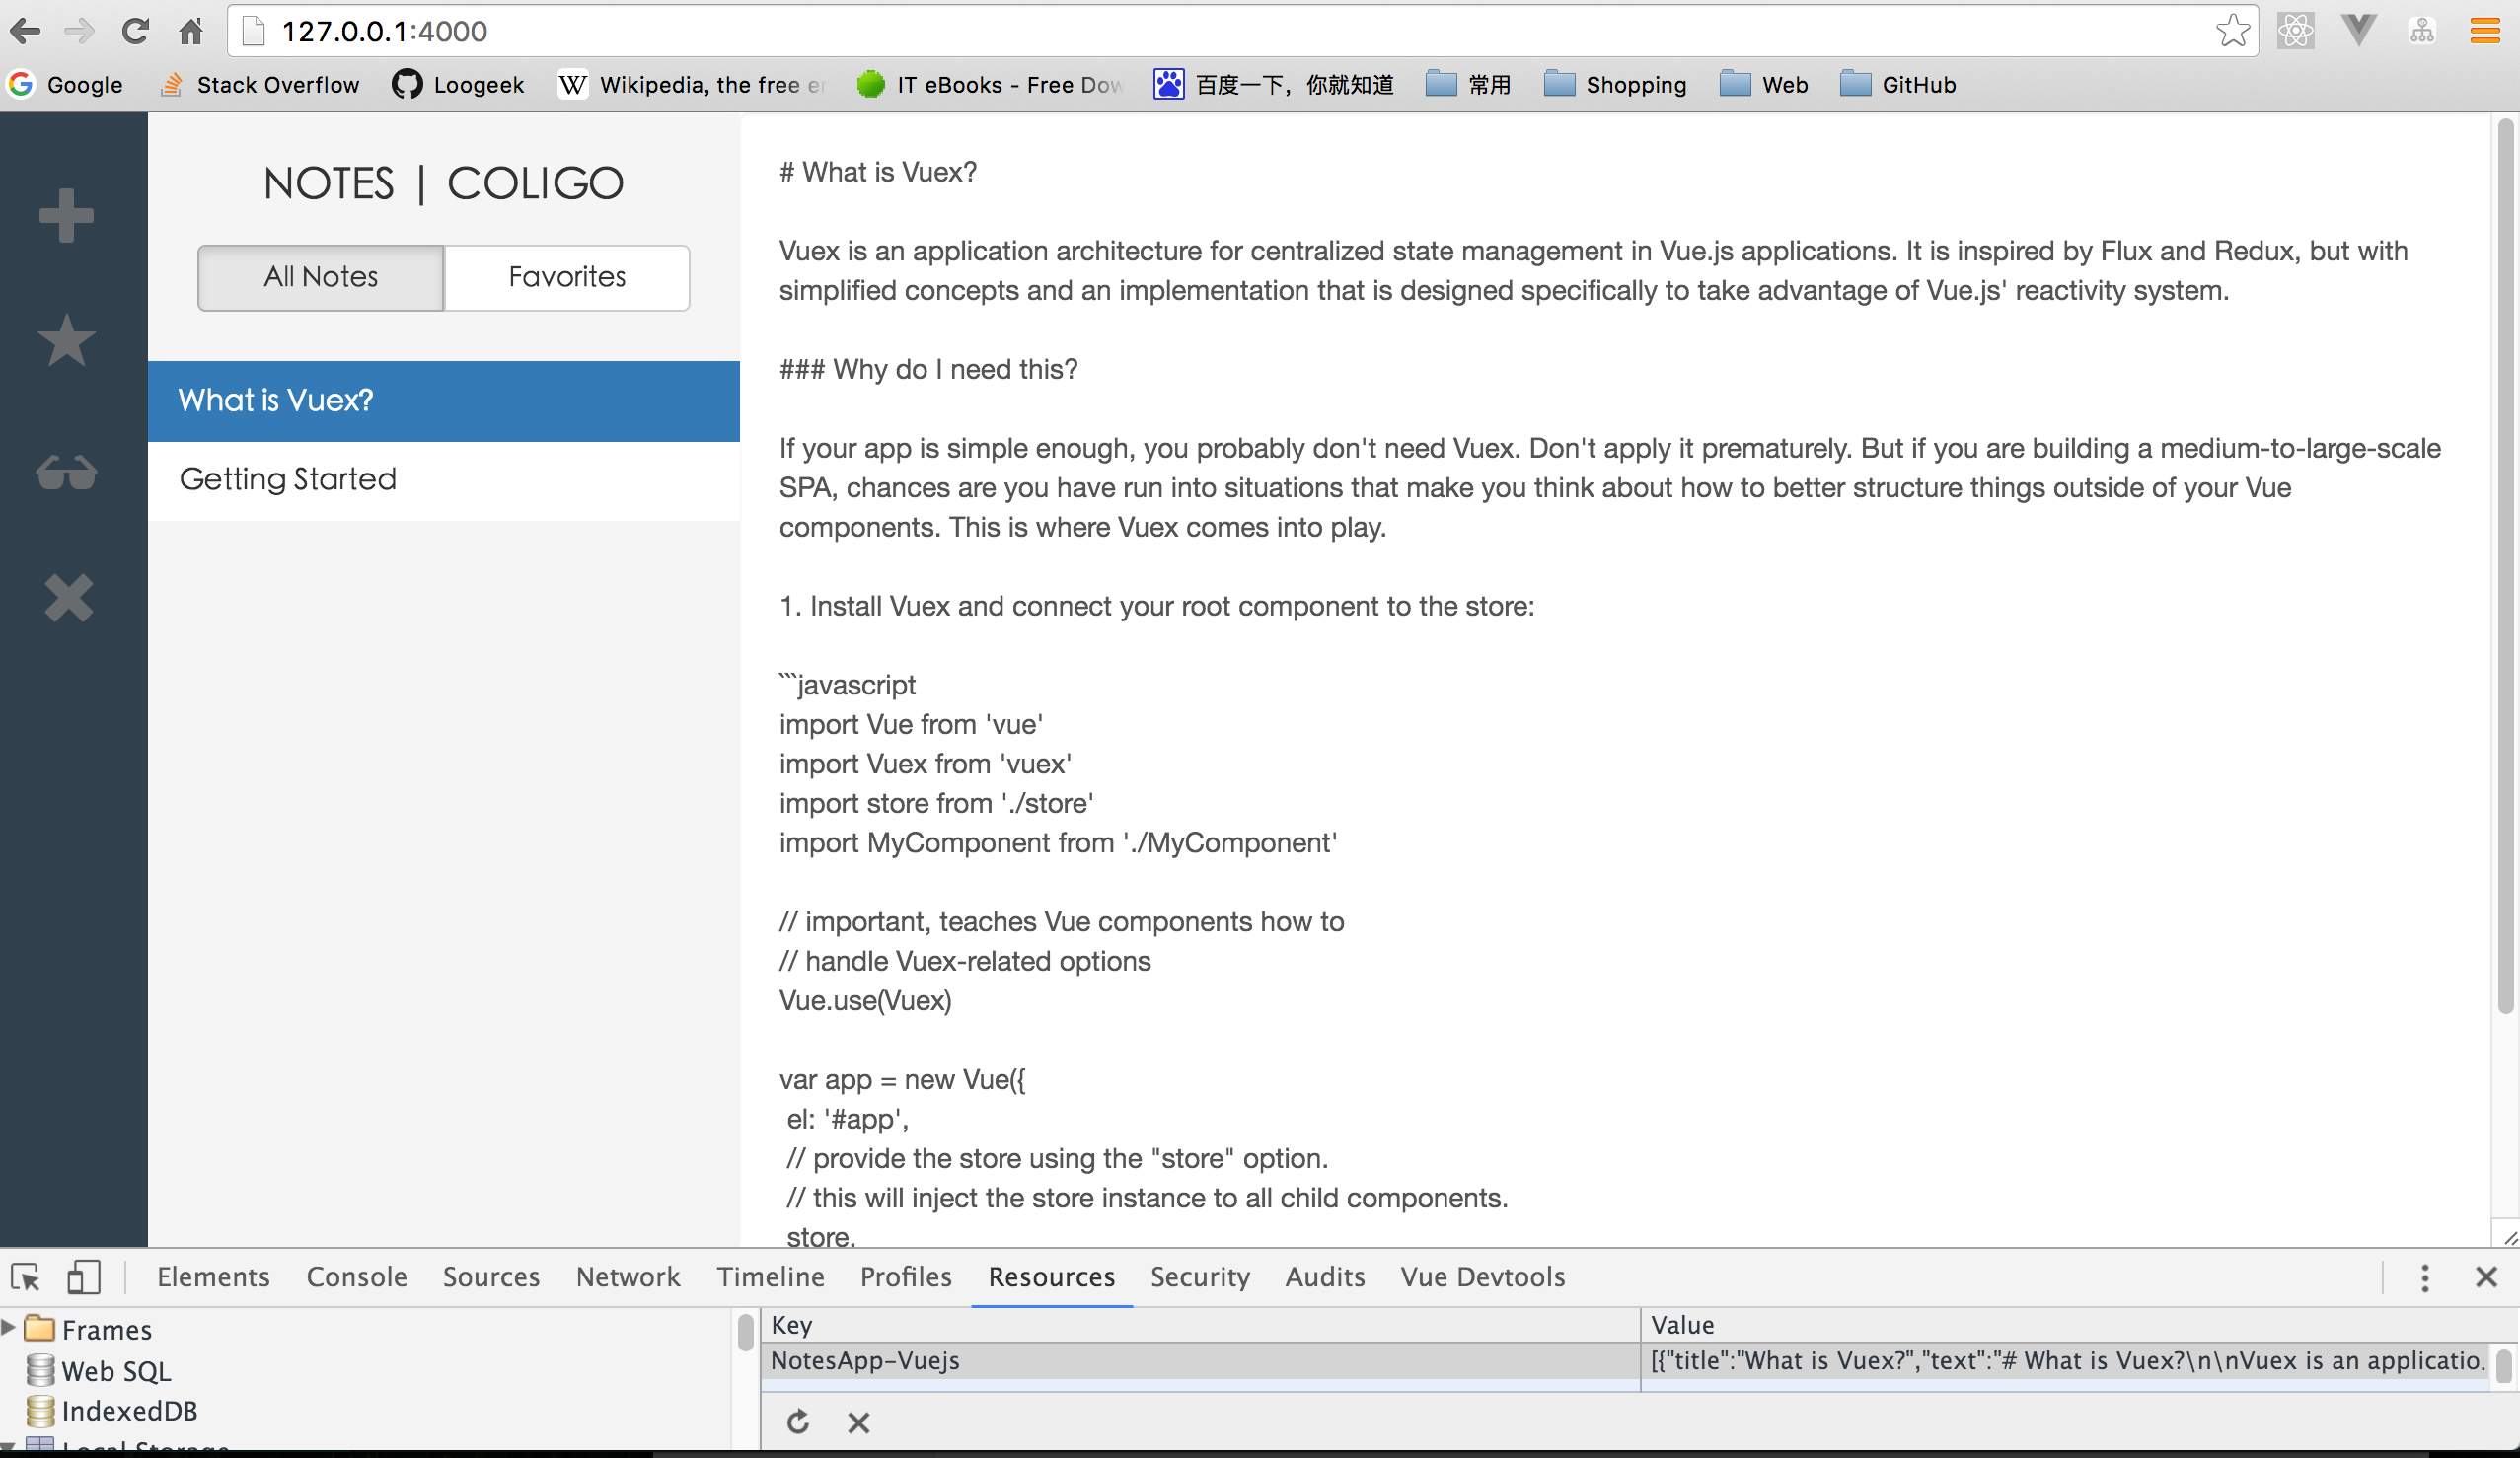 127.0.0.1:4000
Google Stack Overflow Loogeek Wikipedia, the free IT eBooks - Free 百度一下，你就知道 常用 Shopping Web GitHub
NOTES | COLIGO
All Notes Favorites
What is Vuex?
Getting Started
# What is Vuex?
Vuex is an application architecture for centralized state management in Vue.js applications. It is inspired by Flux and Redux, but with
simplified concepts and an implementation that is designed specifically to take advantage of Vue.js' reactivity system.
### Why do I need this?
If your app is simple enough, you probably don't need Vuex. Don't apply it prematurely. But if you are building a medium-to-large-scale
SPA, chances are you have run into situations that make you think about how to better structure things outside of your Vue
components. This is where Vuex comes into play.
1. Install Vuex and connect your root component to the store:
```javascript
import Vue from 'vue'
import Vuex from 'vuex'
import store from './store'
import MyComponent from './MyComponent'
// important, teaches Vue components how to
// handle Vuex-related options
Vue.use(Vuex)
var app = new Vue({
el: '#app',
// provide the store using the "store" option.
// this will inject the store instance to all child components.
store,
Elements Console Sources Network Timeline Profiles Resources Security Audits Vue Devtools
Frames
Web SQL
IndexedDB
Local Storage
Key Value
NotesApp-Vuejs [{"title":"What is Vuex?","text":"# What is Vuex?\n\nVuex is an applicatio…